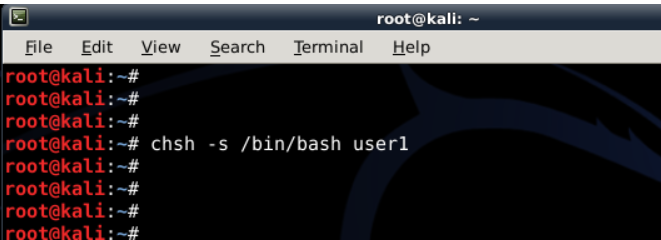 root@kali: ~
File Edit View Search Terminal Help
root@kali:~#
root@kali:~#
root@kali:~#
root@kali:~# chsh -s /bin/bash user1
root@kali:~#
root@kali:~#
root@kali:~#
root@kali:~#